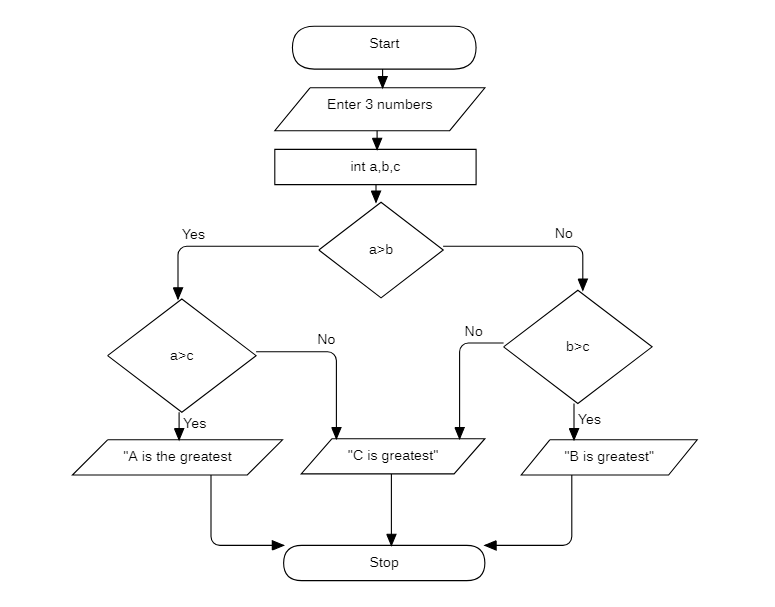 Start
Enter 3 numbers
int a,b,c
a>b
Yes
No
a>c
b>c
No
No
Yes
Yes
"A is the greatest
"C is greatest"
"B is greatest"
Stop